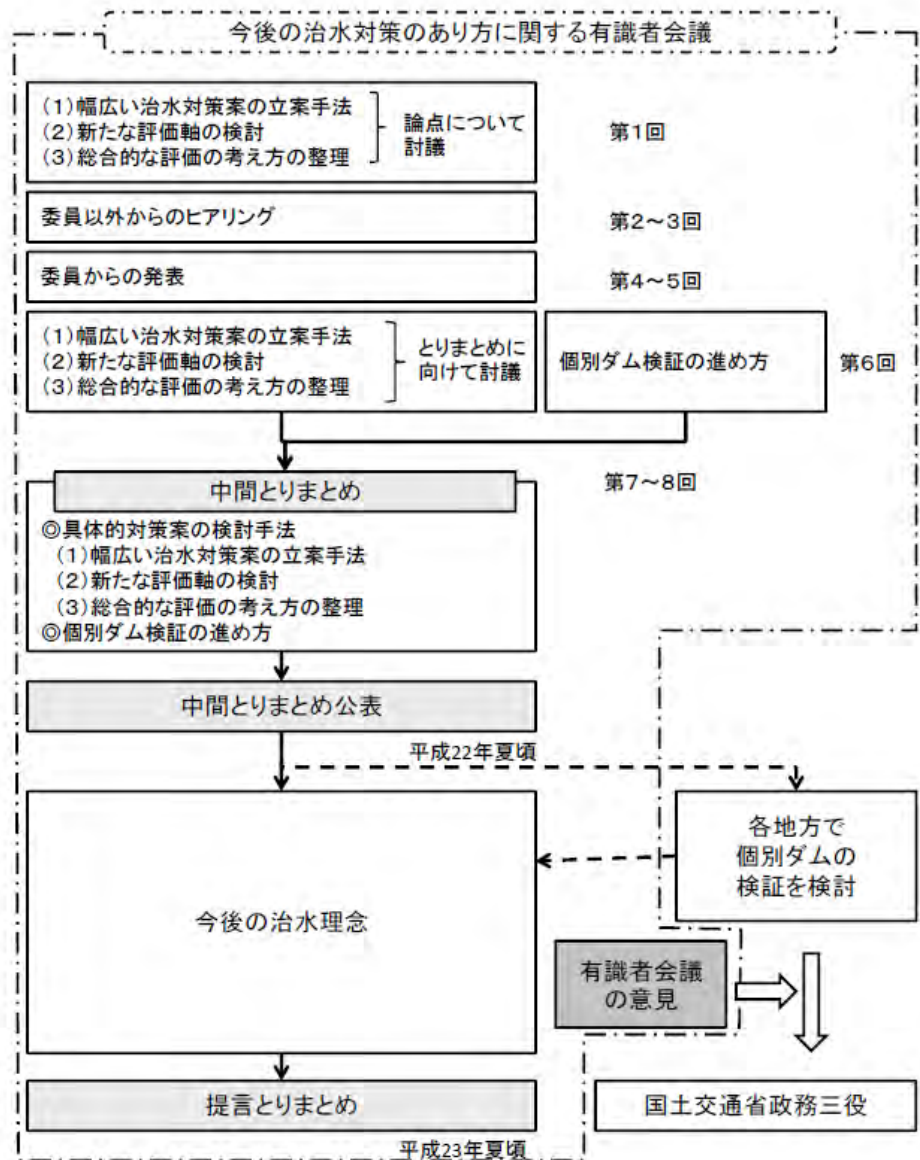 今後の治水対策のあり方に関する有識者会議
(1)幅広い治水対策案の立案手法
(2)新たな評価軸の検討
(3)総合的な評価の考え方の整理
論点について
討議
第1回
委員以外からのヒアリング
第2～3回
委員からの発表
第4～5回
(1)幅広い治水対策案の立案手法
(2)新たな評価軸の検討
(3)総合的な評価の考え方の整理
とりまとめに
向けて討議
個別ダム検証の進め方
第6回
中間とりまとめ
第7～8回
◎具体的対策案の検討手法
(1)幅広い治水対策案の立案手法
(2)新たな評価軸の検討
(3)総合的な評価の考え方の整理
◎個別ダム検証の進め方
中間とりまとめ公表
平成22年夏頃
各地方で
個別ダムの
検証を検討
今後の治水理念
有識者会議
の意見
提言とりまとめ
国土交通省政務三役
平成23年夏頃